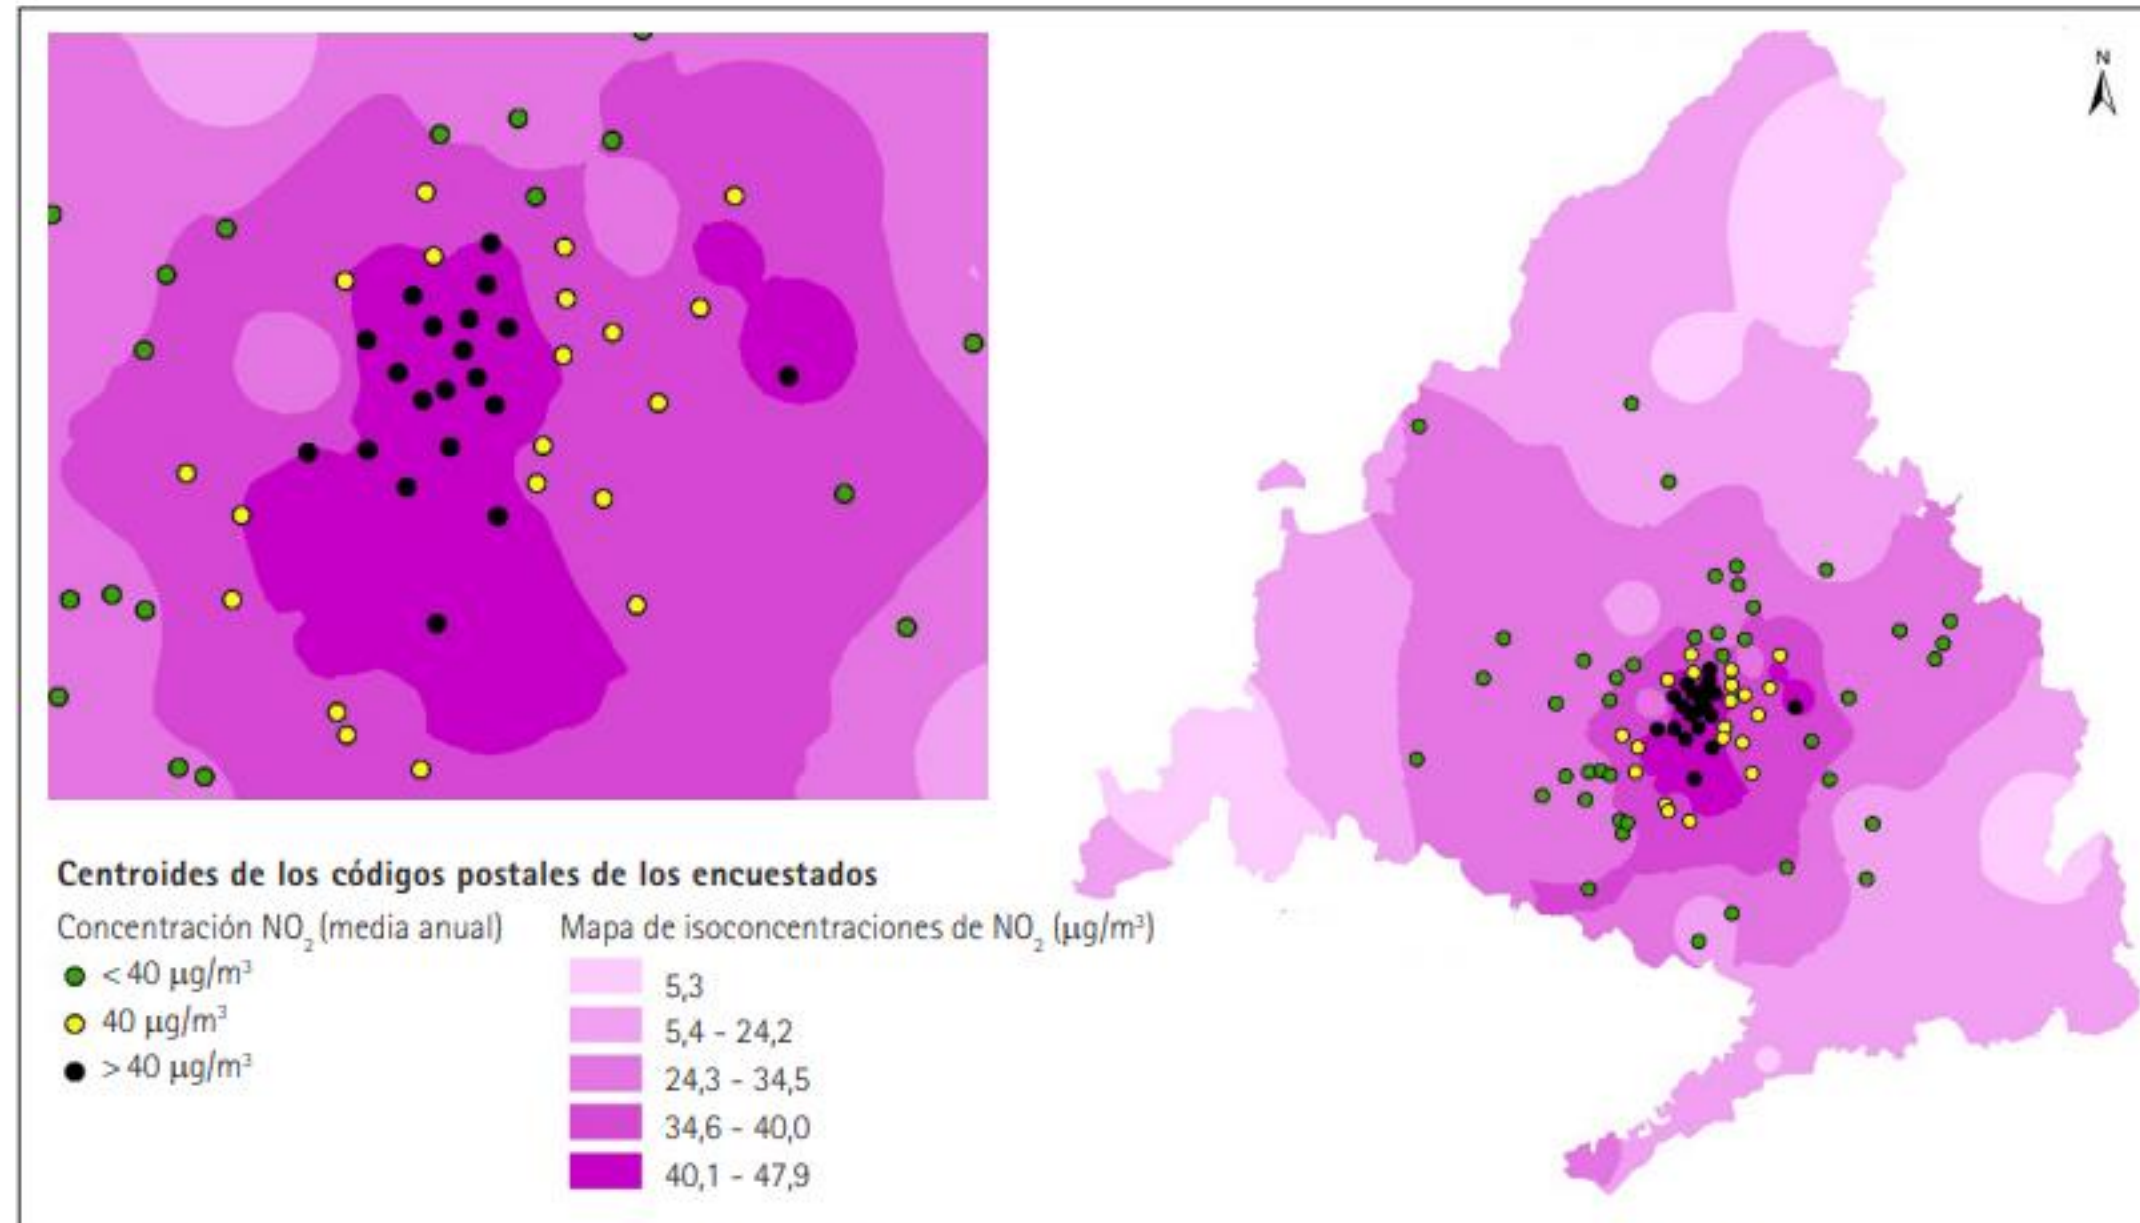 N
Centroides de los códigos postales de los encuestados
Concentración NO₂ (media anual)
< 40 µg/m³
40 µg/m³
> 40 µg/m³
Mapa de isoconcentraciones de NO₂ (µg/m³)
5,3
5,4 - 24,2
24,3 - 34,5
34,6 - 40,0
40,1 - 47,9